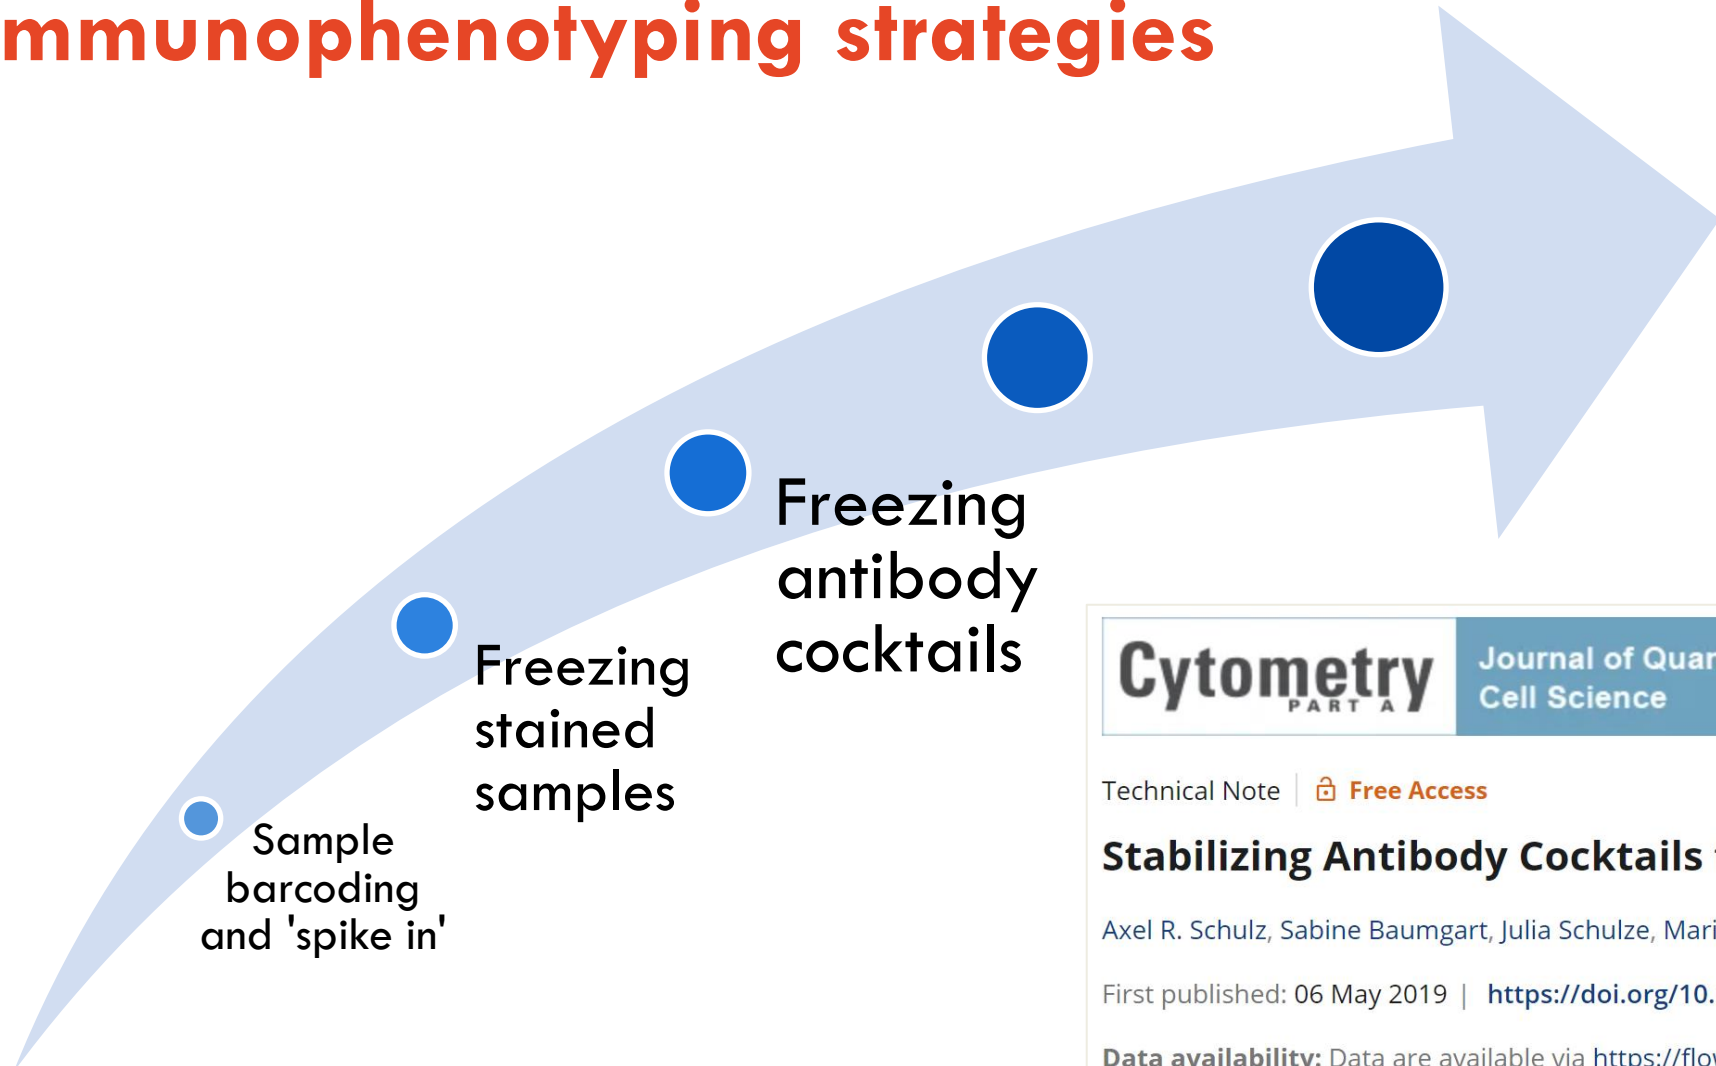 mmunophenotyping strategies
Freezing
antibody
cocktails
Freezing
stained
samples
Sample
barcoding
and 'spike in'
Cytometry
PART A
Journal of Quan
Cell Science
Technical Note | Free Access
Stabilizing Antibody Cocktails
Axel R. Schulz, Sabine Baumgart, Julia Schulze, Mari
First published: 06 May 2019 | https://doi.org/10.
Data availability: Data are available via https://flow